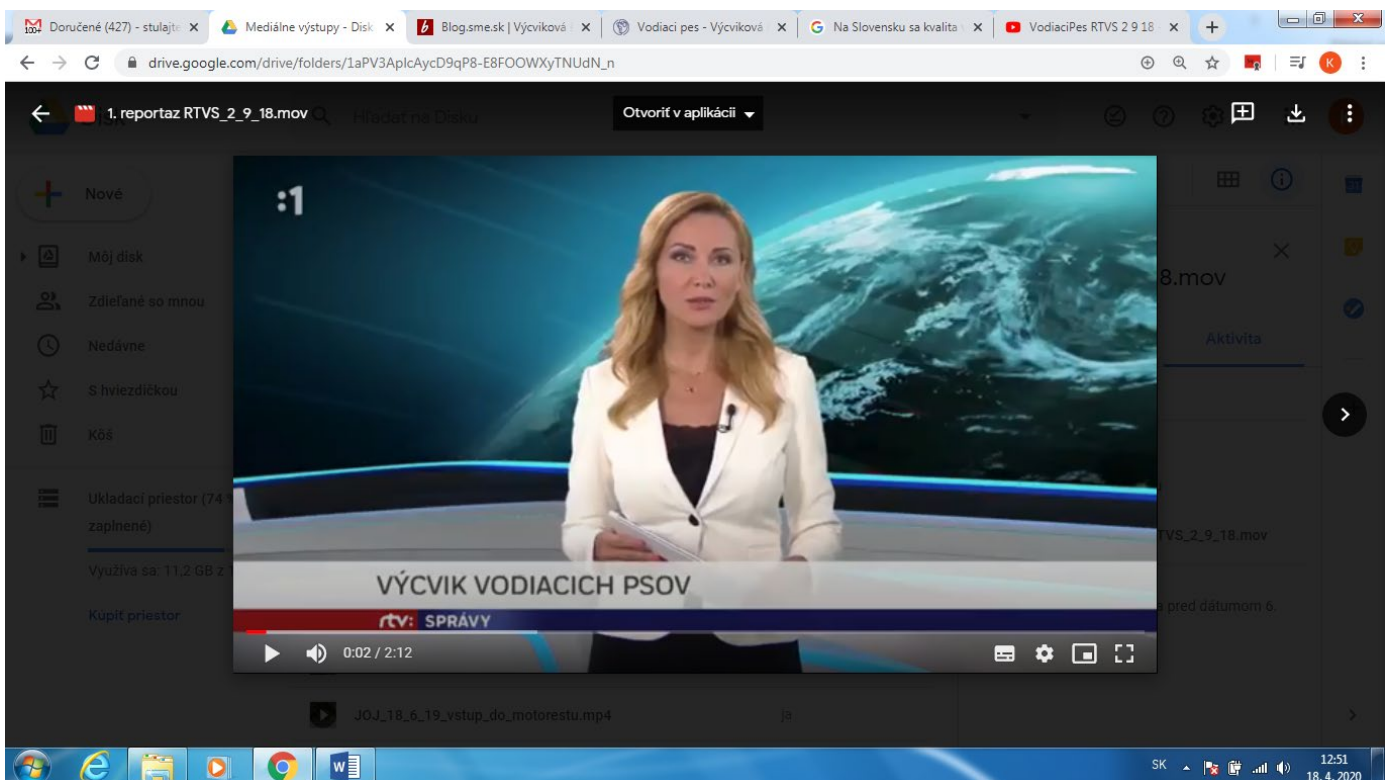 Doručené (427) - stulajte
Mediálne výstupy - Disk
Blog.sme.sk | Výcviková
Vodiaci pes - Výcviková
Na Slovensku sa kvalita
VodiaciPes RTVS 2 9 18
drive.google.com/drive/folders/1aPV3AplcAycD9qP8-E8FOOWXyTNUdN_n
K
1. reportaz RTVS_2_9_18.mov
Hľadať na Disku
Otvoriť v aplikácii
Nové
:1
Môj disk
8.mov
Zdieľané so mnou
Nedávne
Aktivita
S hviezdičkou
Kôš
Ukladací priestor (74
zaplnené)
TVS_2_9_18.mov
Využíva sa: 11,2 GB z
VÝCVIK VODIACICH PSOV
pred dátumom 6.
Kúpiť priestor
rtv: SPRÁVY
0:02 / 2:12
JOJ_18_6_19_vstup_do_motorestu.mp4
ja
SK
12:51
18. 4. 2020